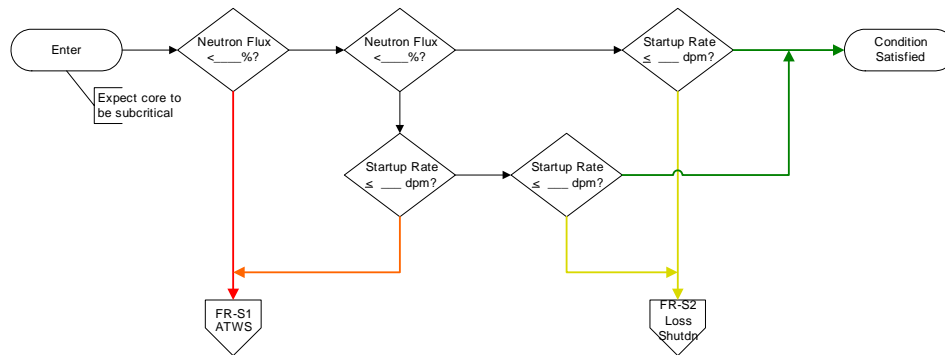 Enter
Expect core to
be subcritical
Neutron Flux
<____%?
Neutron Flux
<____%?
Startup Rate
≤ ___ dpm?
Condition
Satisfied
Startup Rate
≤ ___ dpm?
Startup Rate
≤ ___ dpm?
FR-S1
ATWS
FR-S2
Loss
Shutdn